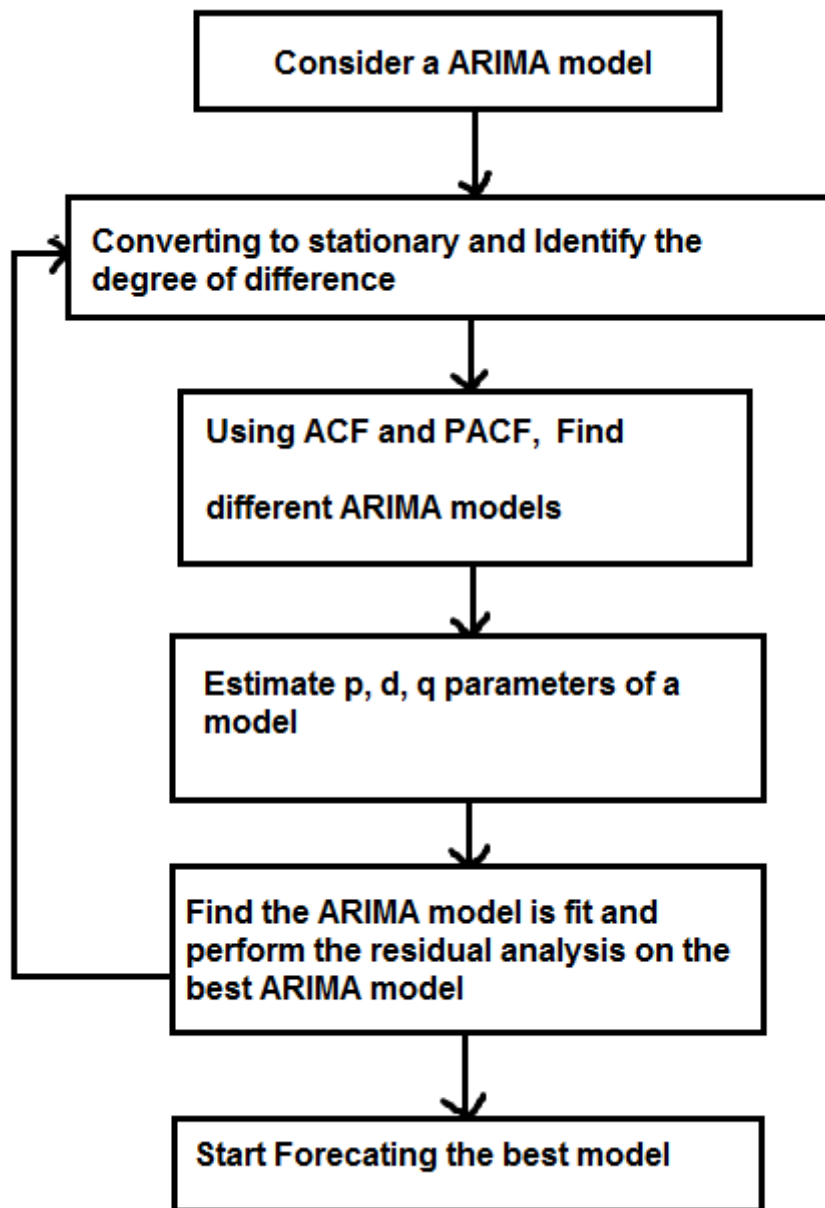 Consider a ARIMA model
Converting to stationary and Identify the
degree of difference
Using ACF and PACF, Find
different ARIMA models
Estimate p, d, q parameters of a
model
Find the ARIMA model is fit and
perform the residual analysis on the
best ARIMA model
Start Forecating the best model